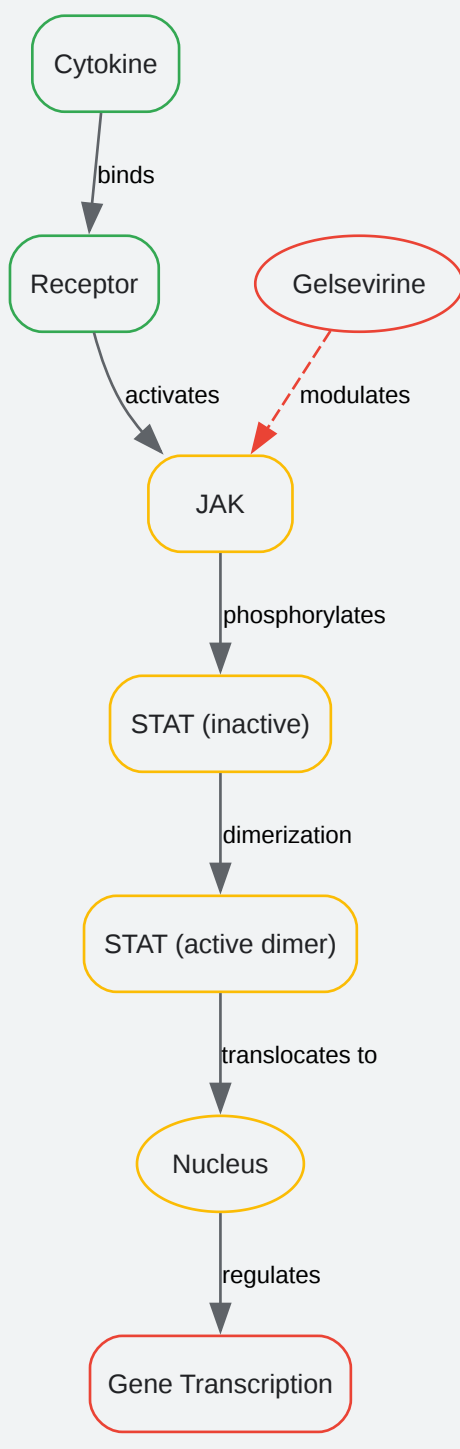 Cytokine
binds
Receptor
Gelsevirine
activates
modulates
JAK
phosphorylates
STAT (inactive)
dimerization
STAT (active dimer)
translocates to
Nucleus
regulates
Gene Transcription